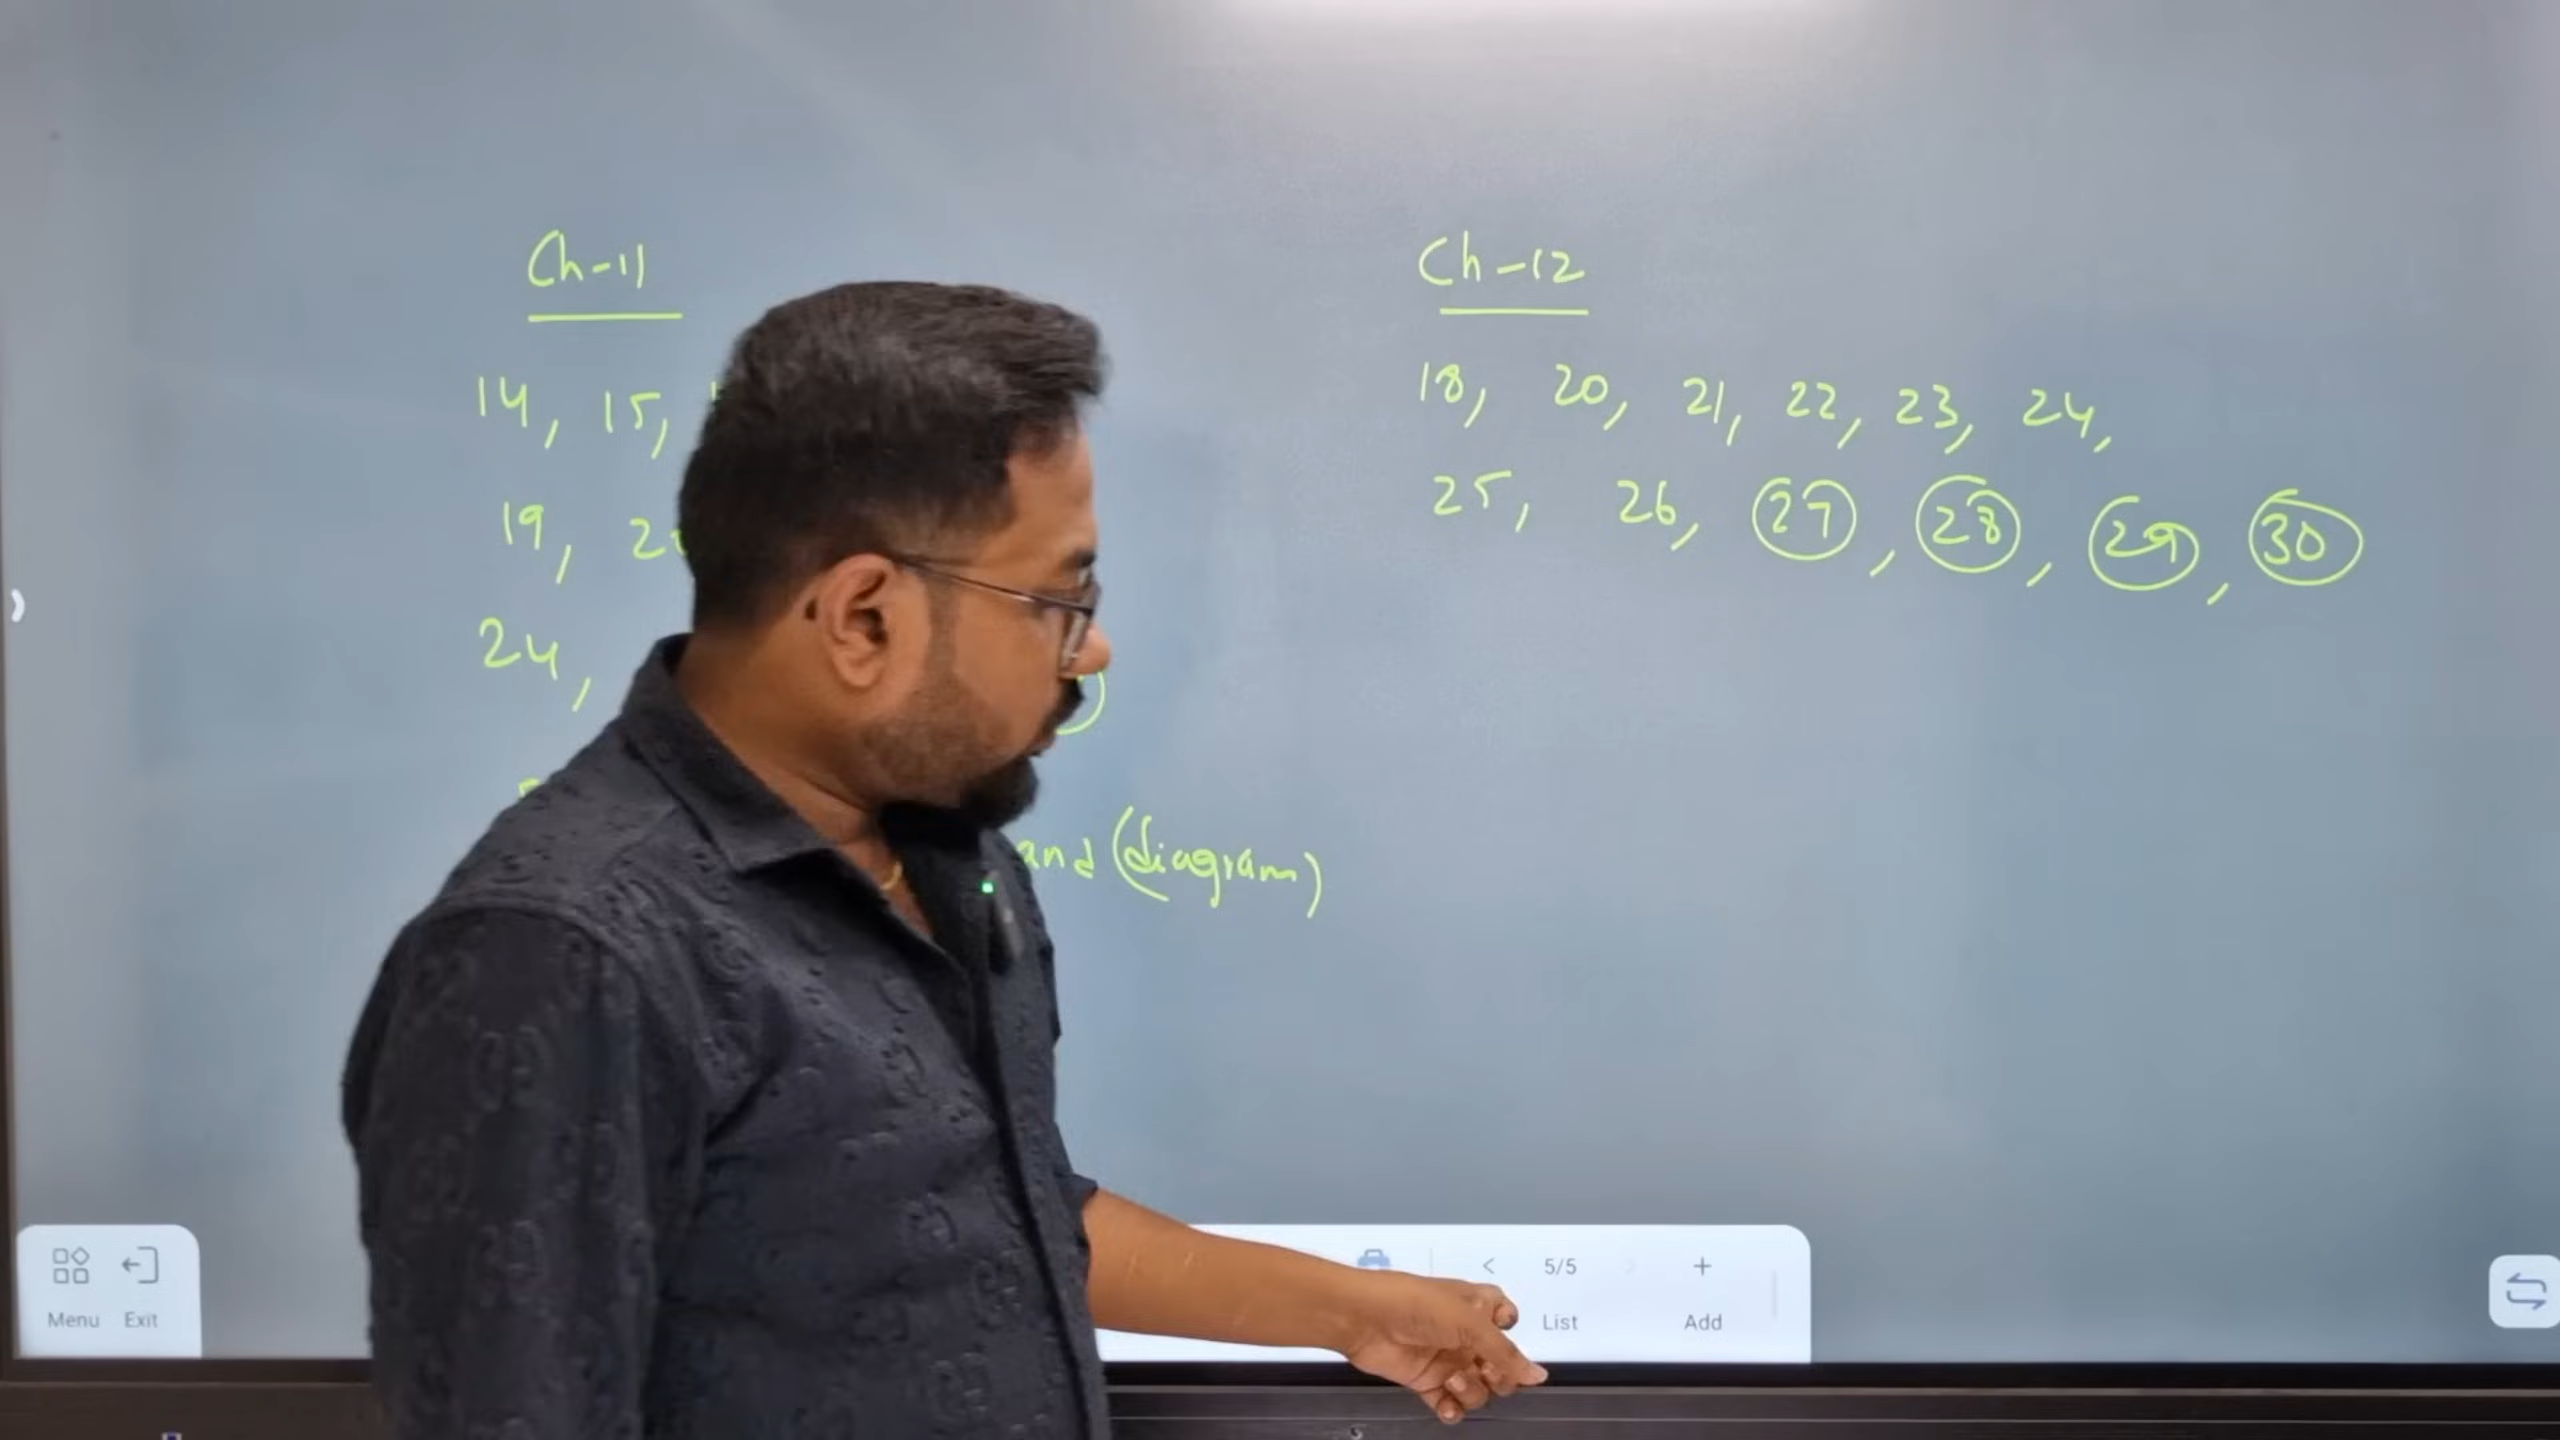 Ch-11
14, 15,
19,
24,
and (diagram)
Ch-12
18, 20, 21, 22, 23, 24,
25, 26, 27, 28, 29, 30
Menu Exit
< 5/5 +
List Add